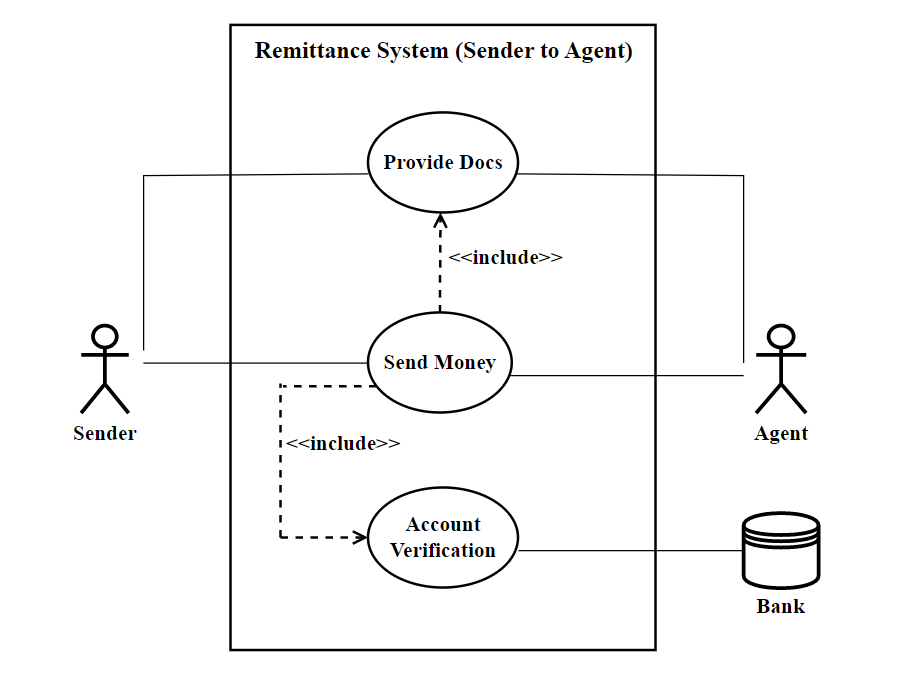 Remittance System (Sender to Agent)
Provide Docs
<<include>>
Send Money
Sender
Agent
<<include>>
Account
Verification
Bank